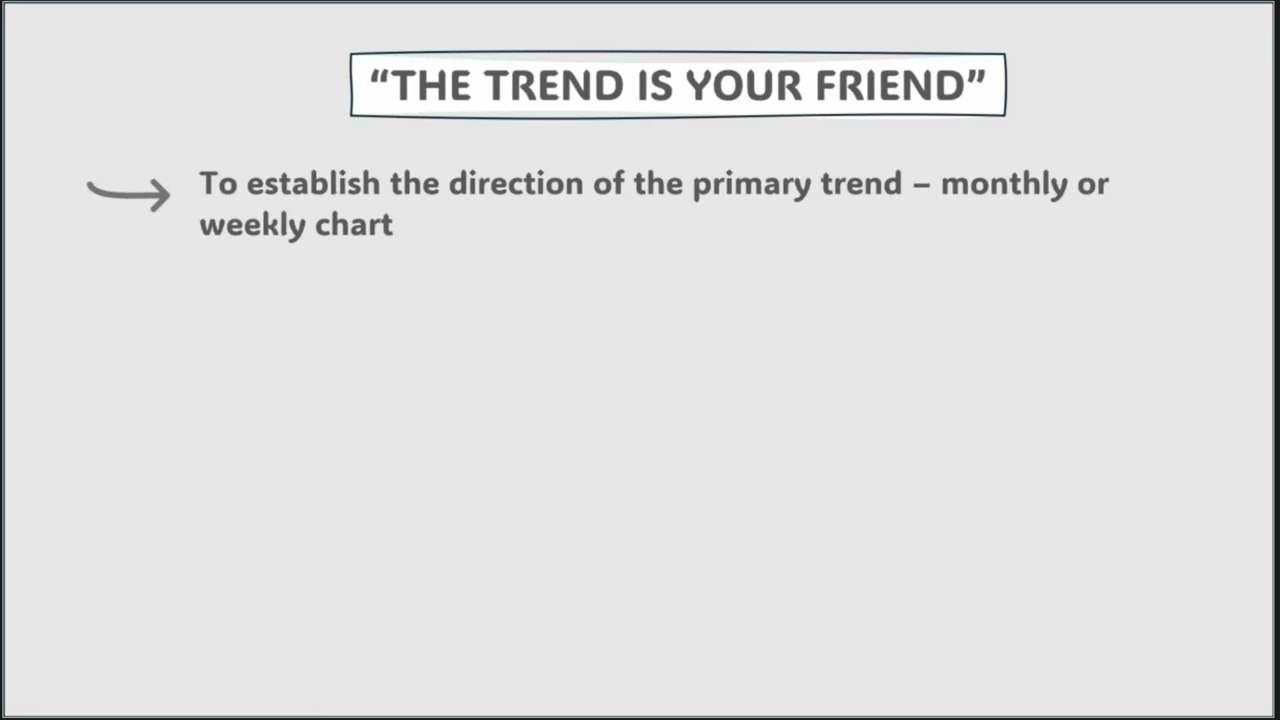 “THE TREND IS YOUR FRIEND”
To establish the direction of the primary trend – monthly or
weekly chart